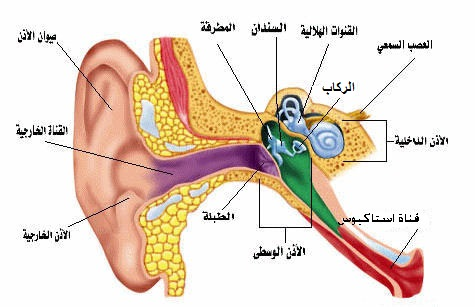 العصب السمعي
القنوات الهلالية
السندان
المطرقة
صيوان الأذن
الركاب
القناة الخارجية
الأذن الداخلية
قناة استاكيوس
الطبلة
الأذن الخارجية
الأذن الوسطى